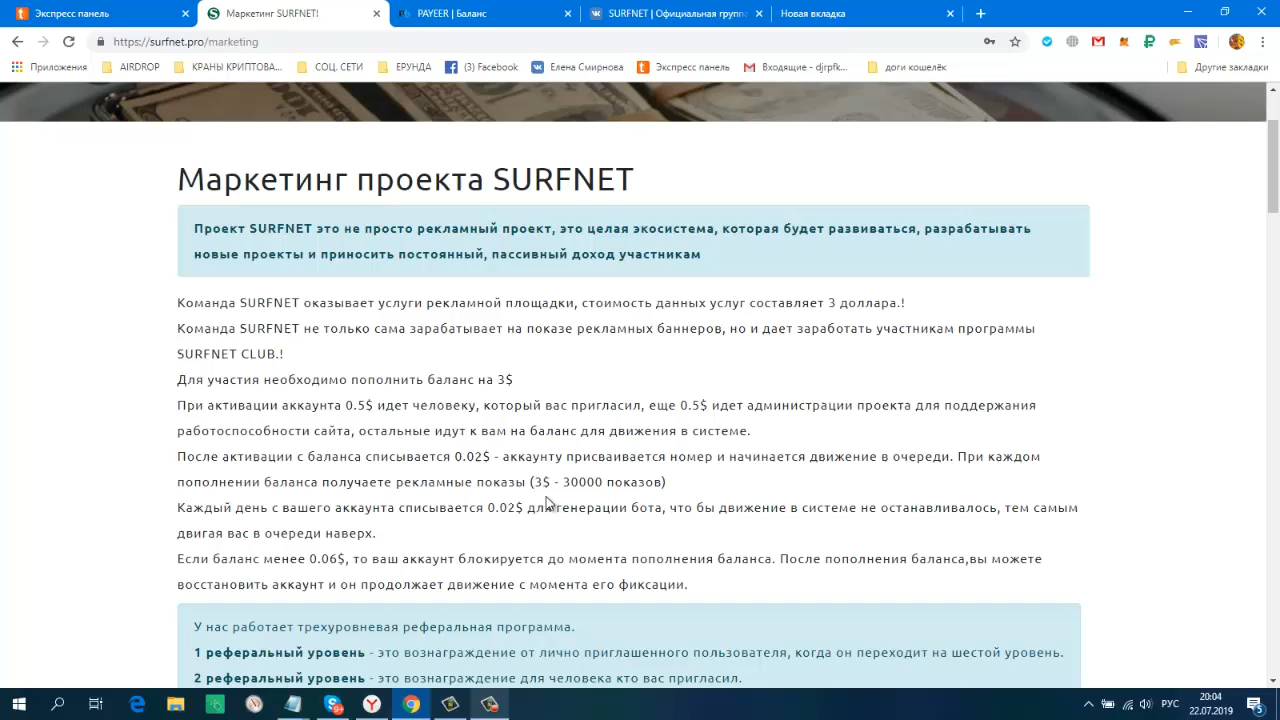 Экспресс панель
Маркетинг SURFNET!
PAYEER | Баланс
SURFNET | Официальная группа
Новая вкладка
https://surfnet.pro/marketing
Приложения
AIRDROP
КРАНЫ КРИПТОВА...
СОЦ. СЕТИ
ЕРУНДА
(3) Facebook
Елена Смирнова
Экспресс панель
Входящие - djrpfk...
доги кошелёк
Другие закладки
Маркетинг проекта SURFNET
Проект SURFNET это не просто рекламный проект, это целая экосистема, которая будет развиваться, разрабатывать
новые проекты и приносить постоянный, пассивный доход участникам
Команда SURFNET оказывает услуги рекламной площадки, стоимость данных услуг составляет 3 доллара.!
Команда SURFNET не только сама зарабатывает на показе рекламных баннеров, но и дает заработать участникам программы
SURFNET CLUB.!
Для участия необходимо пополнить баланс на 3$
При активации аккаунта 0.5$ идет человеку, который вас пригласил, еще 0.5$ идет администрации проекта для поддержания
работоспособности сайта, остальные идут к вам на баланс для движения в системе.
После активации с баланса списывается 0.02$ - аккаунту присваивается номер и начинается движение в очереди. При каждом
пополнении баланса получаете рекламные показы (3$ - 30000 показов)
Каждый день с вашего аккаунта списывается 0.02$ для генерации бота, что бы движение в системе не останавливалось, тем самым
двигая вас в очереди наверх.
Если баланс менее 0.06$, то ваш аккаунт блокируется до момента пополнения баланса. После пополнения баланса,вы можете
восстановить аккаунт и он продолжает движение с момента его фиксации.
У нас работает трехуровневая реферальная программа.
1 реферальный уровень - это вознаграждение от лично приглашенного пользователя, когда он переходит на шестой уровень.
2 реферальный уровень - это вознаграждение для человека кто вас пригласил.
РУС
20:04
22.07.2019